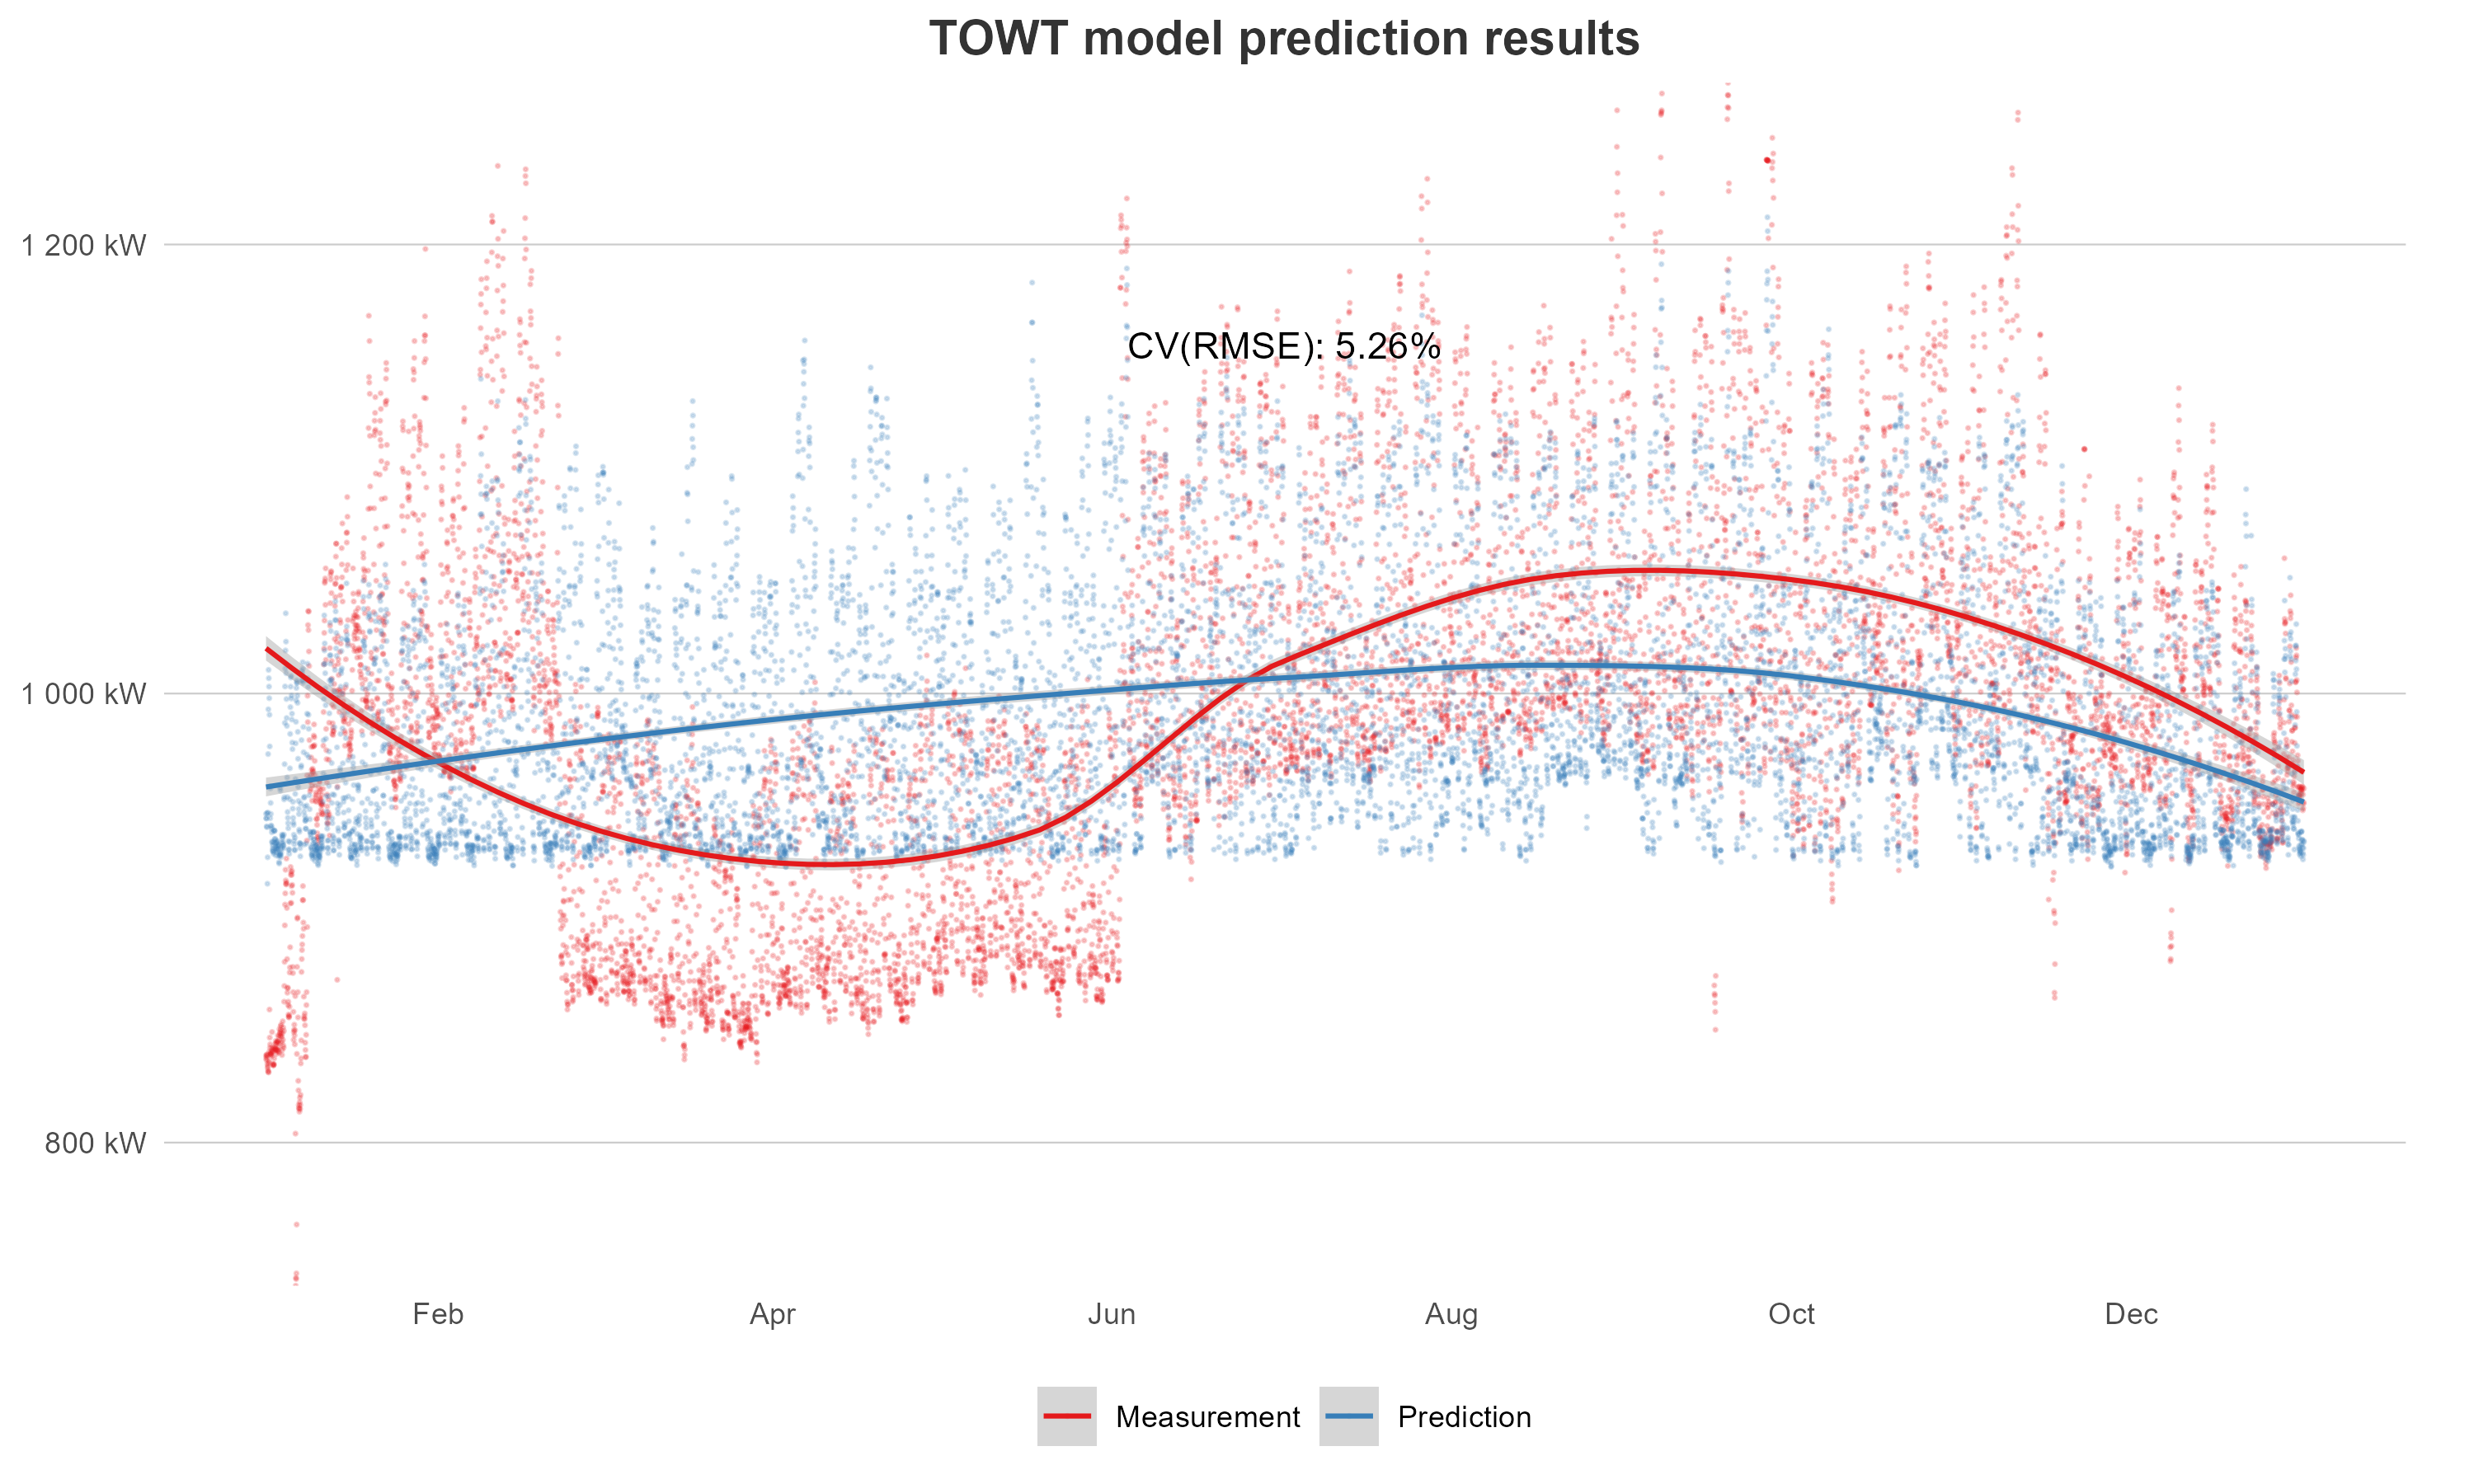 TOWT model prediction results
1 200 kW
CV(RMSE): 5.26%
1 000 kW
800 kW
Feb Apr Jun Aug Oct Dec
Measurement Prediction